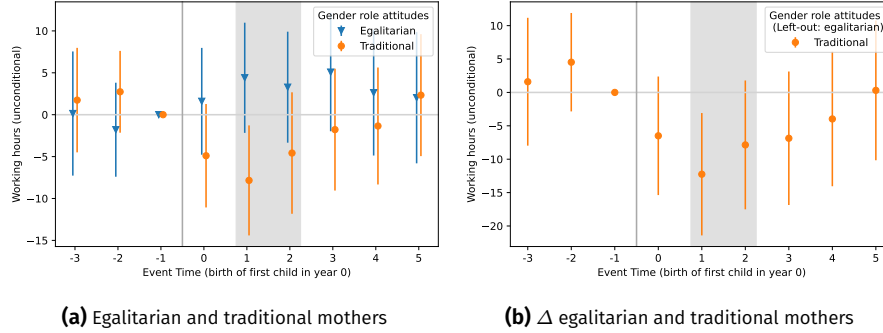 Gender role attitudes
Egalitarian
Traditional
10
5
0
−5
−10
−15
Working hours (unconditional)
-3 -2 -1 0 1 2 3 4 5
Event Time (birth of first child in year 0)
(a) Egalitarian and traditional mothers
Gender role attitudes
(Left-out: egalitarian)
Traditional
10
5
0
−5
−10
−15
−20
Working hours (unconditional)
-3 -2 -1 0 1 2 3 4 5
Event Time (birth of first child in year 0)
(b) Δ egalitarian and traditional mothers